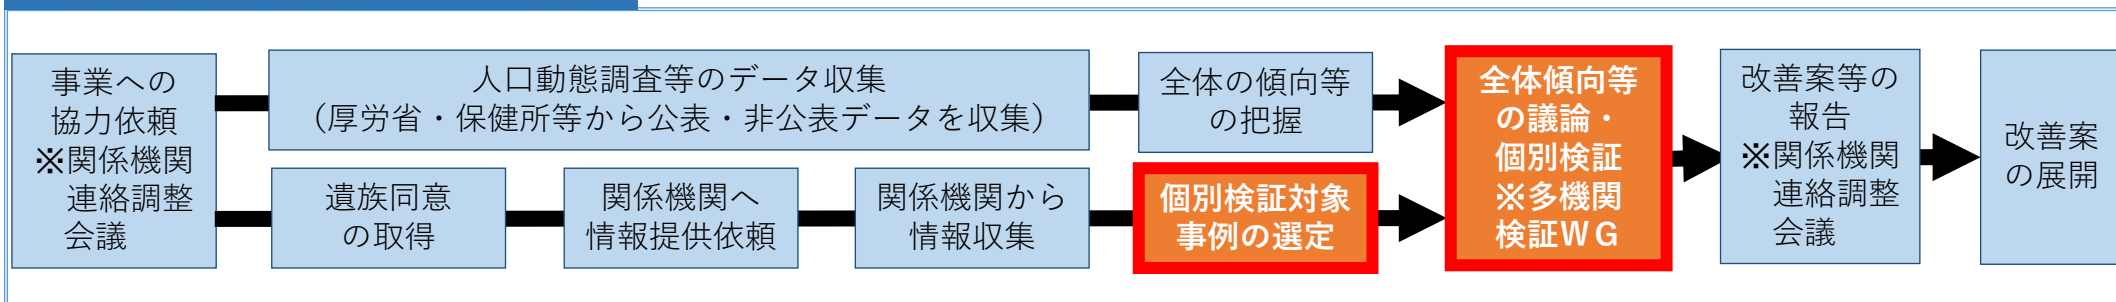 事業への
協力依頼
※関係機関
連絡調整
会議
人口動態調査等のデータ収集
（厚労省・保健所等から公表・非公表データを収集）
全体の傾向等
の把握
遺族同意
の取得
関係機関へ
情報提供依頼
関係機関から
情報収集
個別検証対象
事例の選定
全体傾向等
の議論・
個別検証
※多機関
検証ＷＧ
改善案等の
報告
※関係機関
連絡調整
会議
改善案
の展開